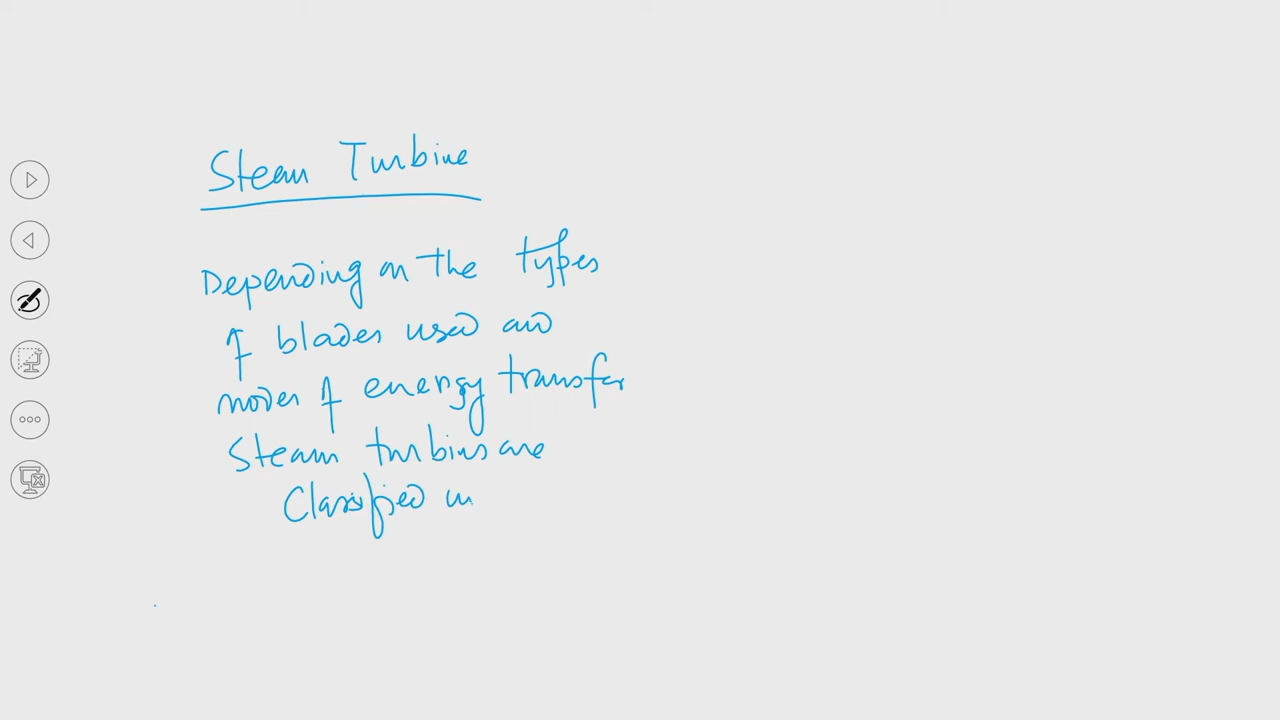 Steam Turbine
Depending on the types
of blades used and
modes of energy transfer
Steam turbines are
Classified in